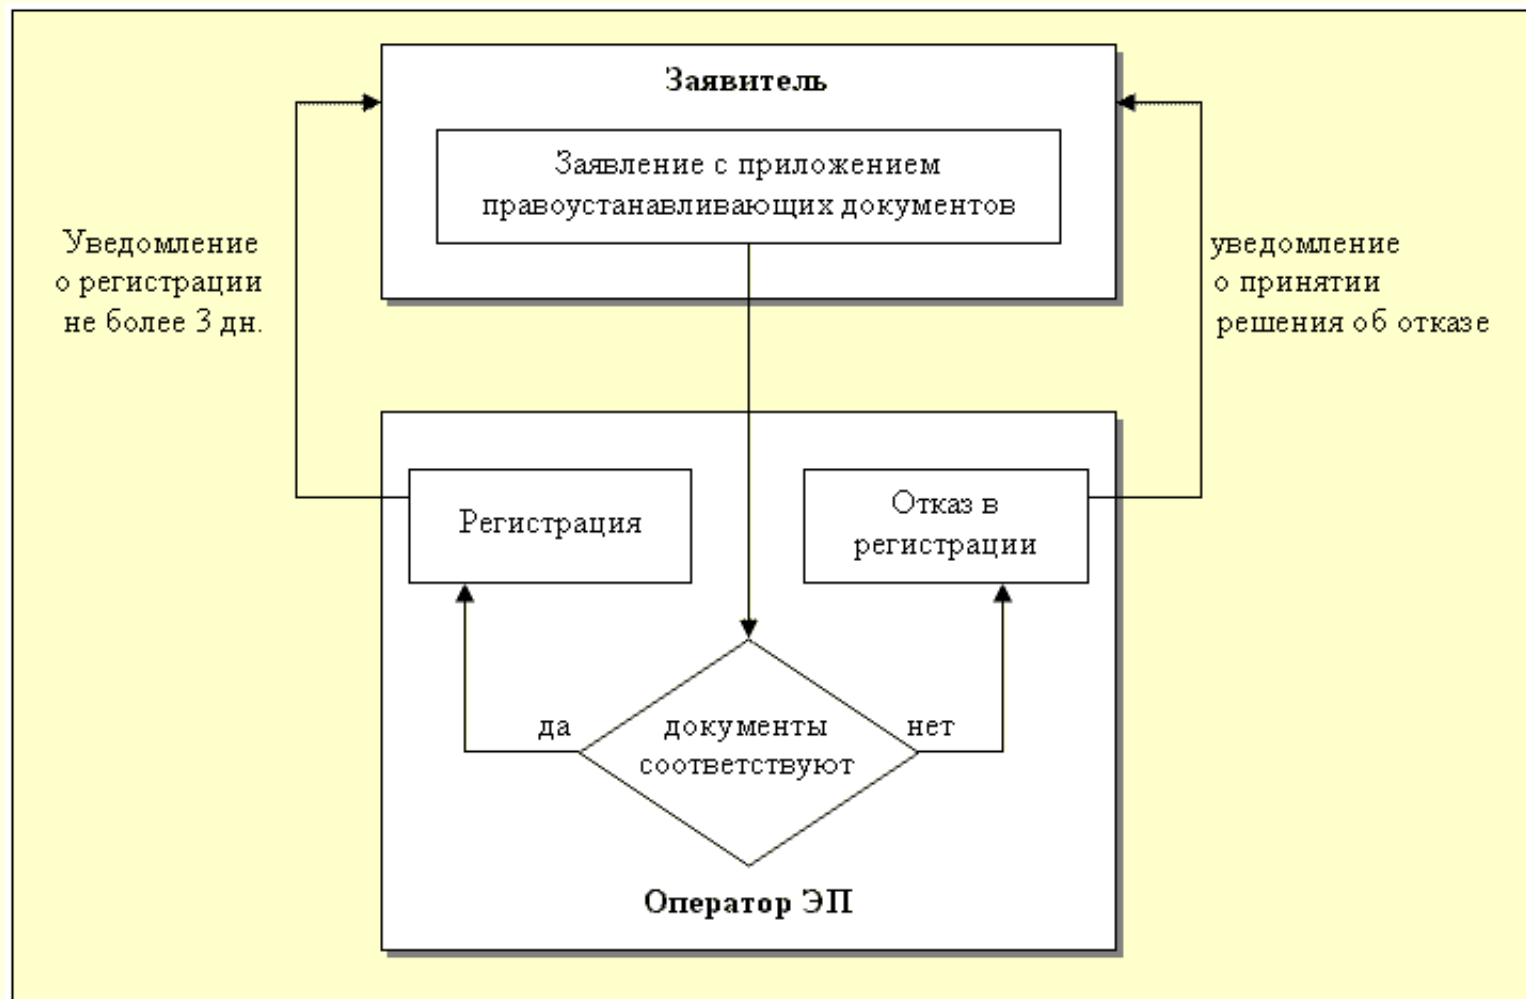 Заявитель
Заявление с приложением
правоустанавливающих документов
Уведомление
о регистрации
не более 3 дн.
уведомление
о принятии
решения об отказе
Регистрация
Отказ в
регистрации
да
документы
соответствуют
нет
Оператор ЭП